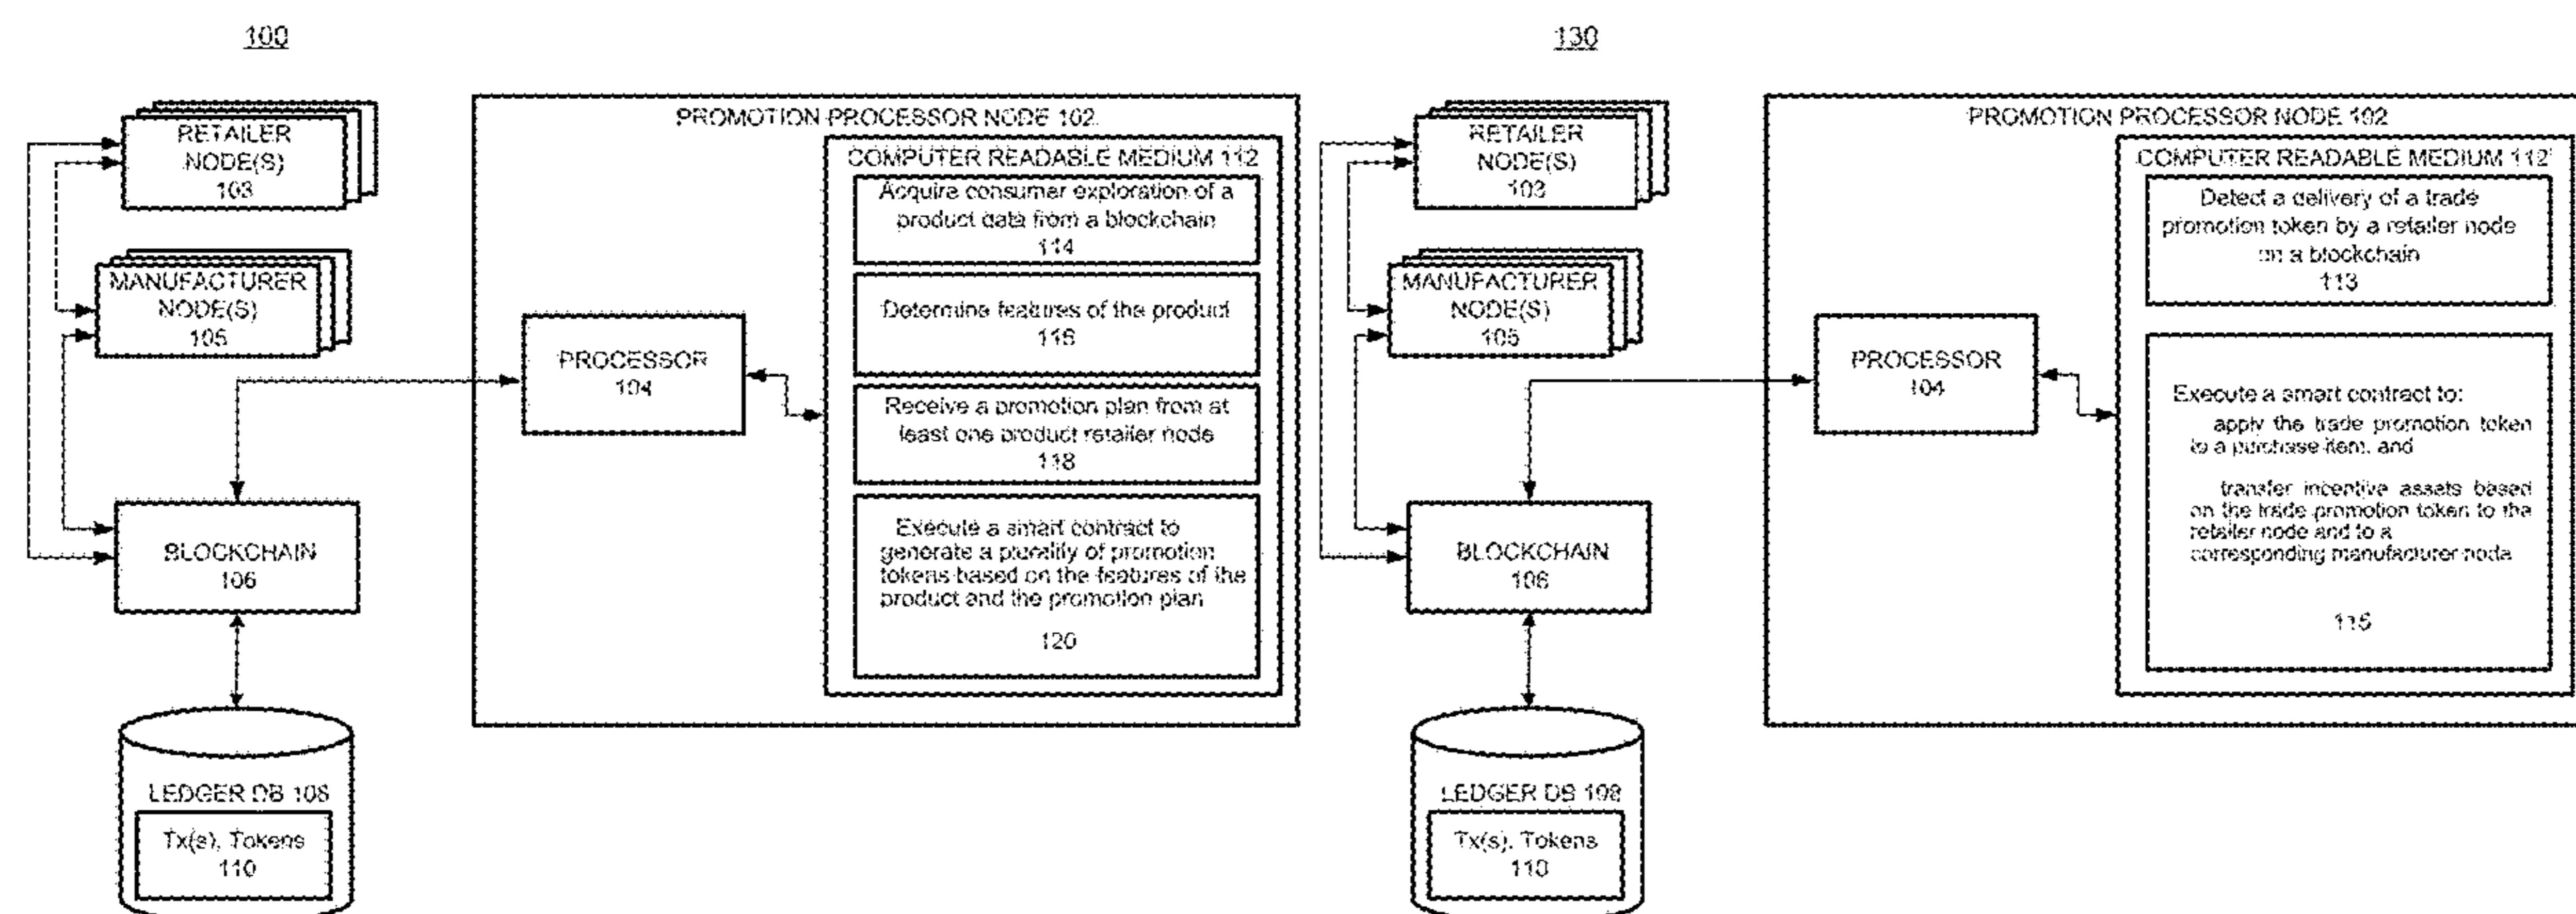 100
RETAILER
NODE(S)
103
MANUFACTURER
NODE(S)
105
BLOCKCHAIN
106
LEDGER DB 108
Tx(s), Tokens
110
PROMOTION PROCESSOR NODE 102
PROCESSOR
104
COMPUTER READABLE MEDIUM 112
Acquire consumer exploration of a
product data from a blockchain
114
Determine features of the product
116
Receive a promotion plan from at
least one product retailer node
118
Execute a smart contract to
generate a plurality of promotion
tokens based on the features of the
product and the promotion plan
120
130
RETAILER
NODE(S)
103
MANUFACTURER
NODE(S)
105
BLOCKCHAIN
106
LEDGER DB 108
Tx(s), Tokens
110
PROMOTION PROCESSOR NODE 102
PROCESSOR
104
COMPUTER READABLE MEDIUM 112
Detect a delivery of a trade
promotion token by a retailer node
on a blockchain
113
Execute a smart contract to:
apply the trade promotion token
to a purchase item, and
transfer incentive assets based
on the trade promotion token to the
retailer node and to a
corresponding manufacturer node
115